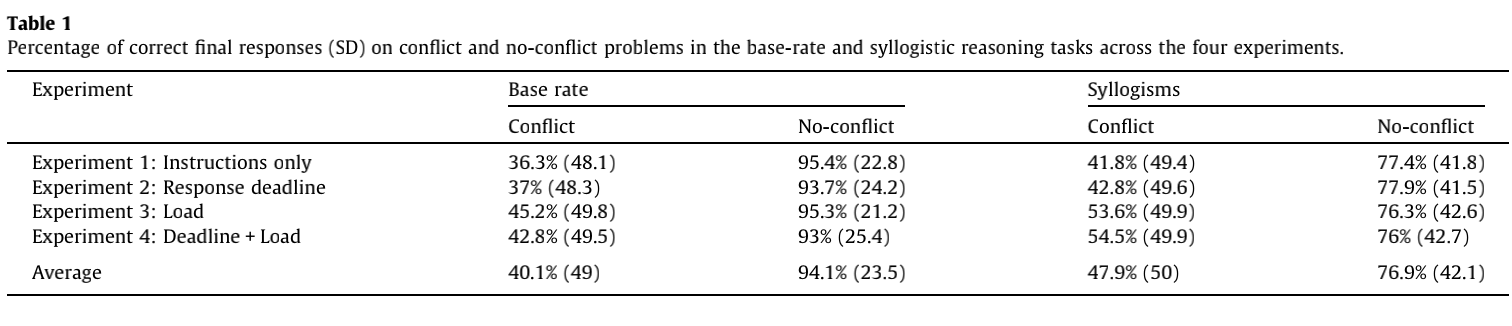 Table 1
Percentage of correct final responses (SD) on conflict and no-conflict problems in the base-rate and syllogistic reasoning tasks across the four experiments.
Experiment Base rate Syllogisms
Conflict No-conflict Conflict No-conflict
Experiment 1: Instructions only 36.3% (48.1) 95.4% (22.8) 41.8% (49.4) 77.4% (41.8)
Experiment 2: Response deadline 37% (48.3) 93.7% (24.2) 42.8% (49.6) 77.9% (41.5)
Experiment 3: Load 45.2% (49.8) 95.3% (21.2) 53.6% (49.9) 76.3% (42.6)
Experiment 4: Deadline + Load 42.8% (49.5) 93% (25.4) 54.5% (49.9) 76% (42.7)
Average 40.1% (49) 94.1% (23.5) 47.9% (50) 76.9% (42.1)